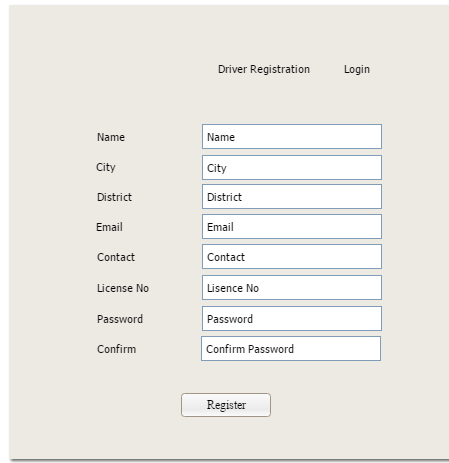 Driver Registration Login
Name Name
City City
District District
Email Email
Contact Contact
License No Lisence No
Password Password
Confirm Confirm Password
Register